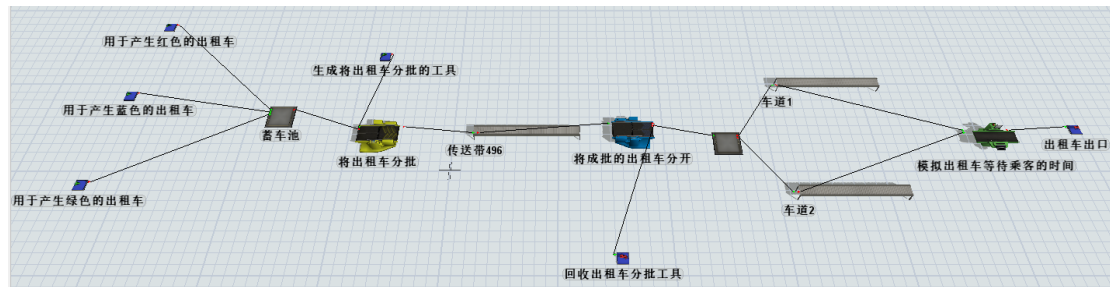 用于产生红色的出租车
生成将出租车分批的工具
用于产生蓝色的出租车
车道1
蓄车池
将出租车分批
传送带496
将成批的出租车分开
出租车出口
模拟出租车等待乘客的时间
用于产生绿色的出租车
车道2
回收出租车分批工具